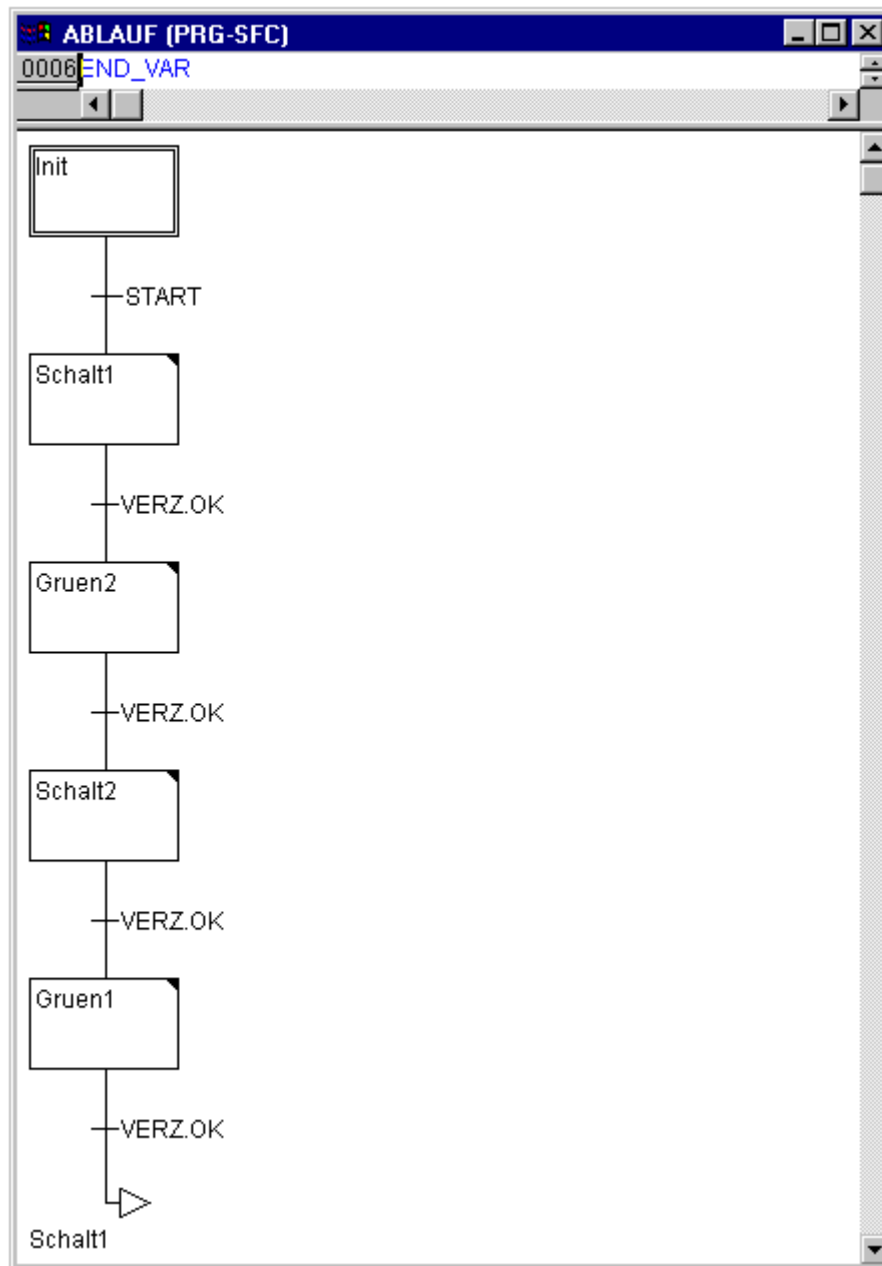 ABLAUF (PRG-SFC)
0006 END_VAR
Init
START
Schalt1
VERZ.OK
Gruen2
VERZ.OK
Schalt2
VERZ.OK
Gruen1
VERZ.OK
Schalt1